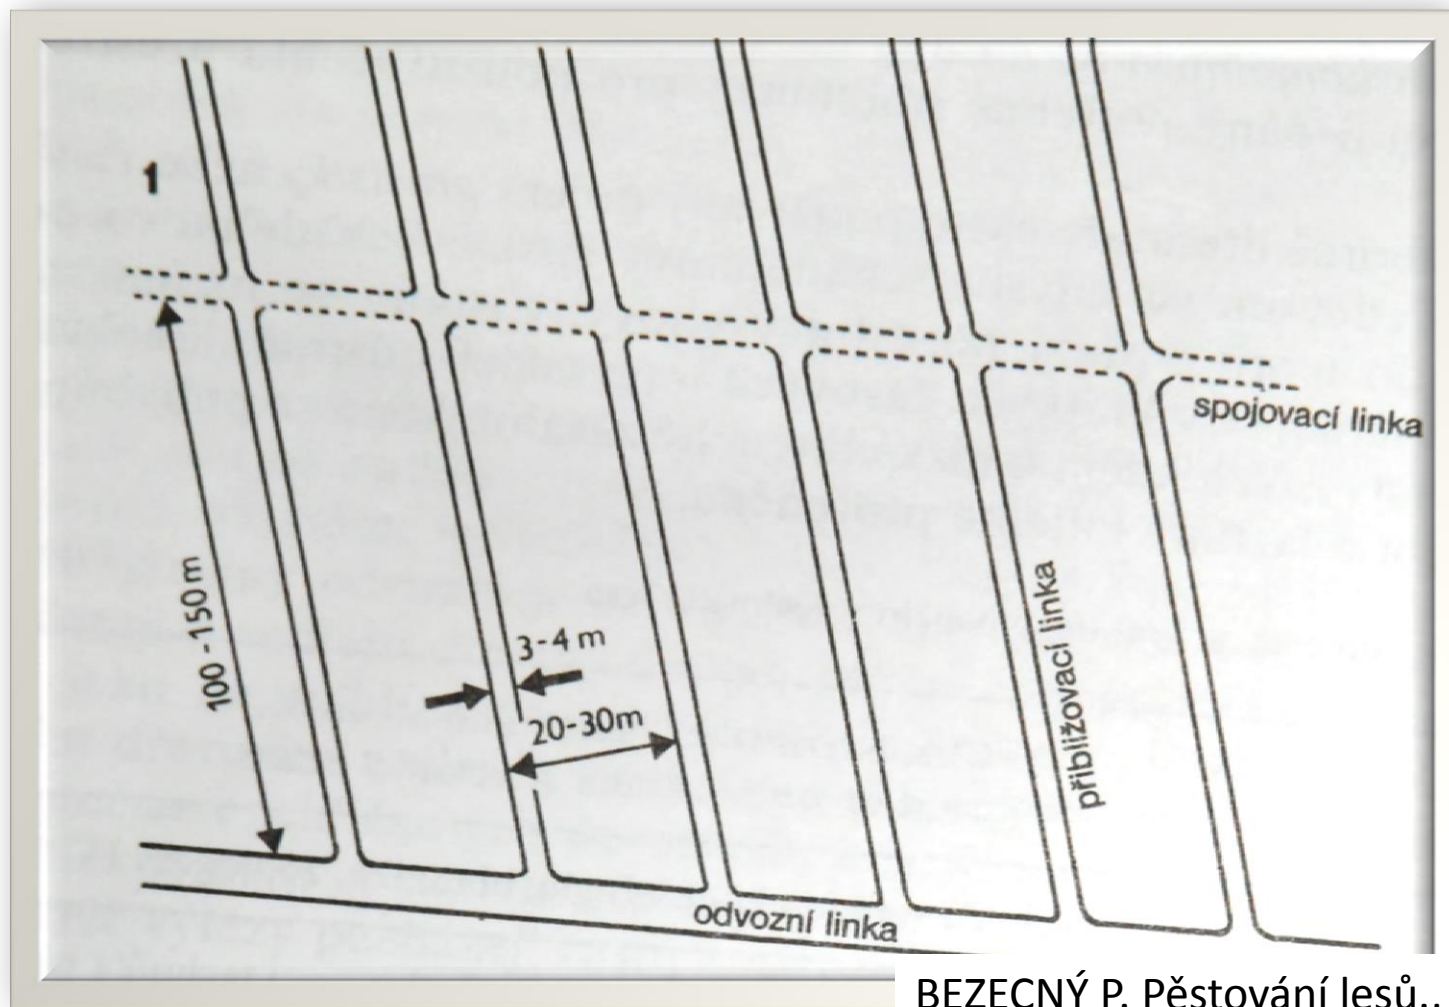 1
spojovací linka
100-150 m
3-4 m
20-30m
přibližovací linka
odvozní linka
BEZECNÝ P. Pěstování lesů..